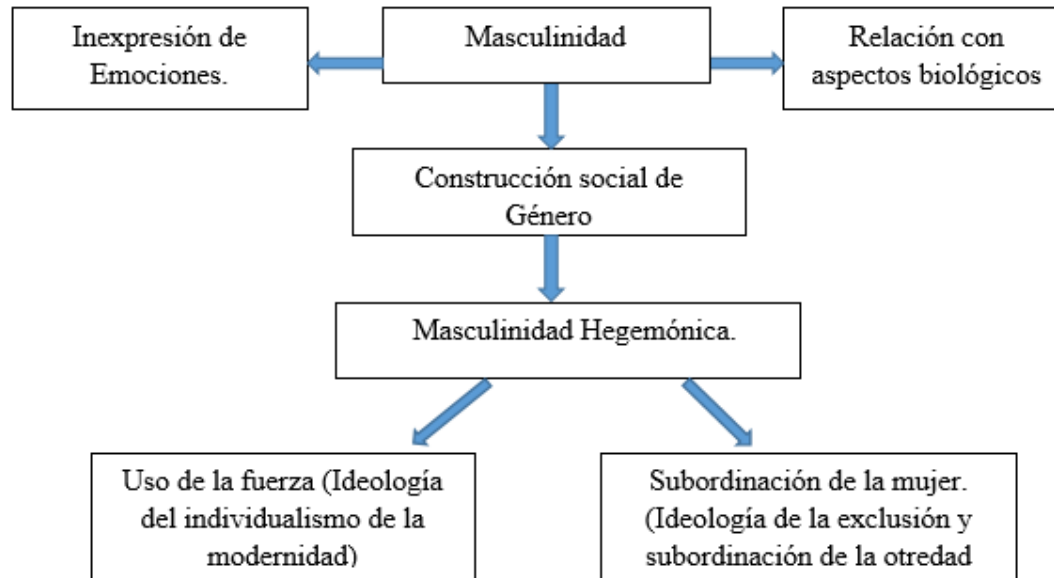 Inexpresión de
Emociones.
Masculinidad
Relación con
aspectos biológicos
Construcción social de
Género
Masculinidad Hegemónica.
Uso de la fuerza (Ideología
del individualismo de la
modernidad)
Subordinación de la mujer.
(Ideología de la exclusión y
subordinación de la otredad